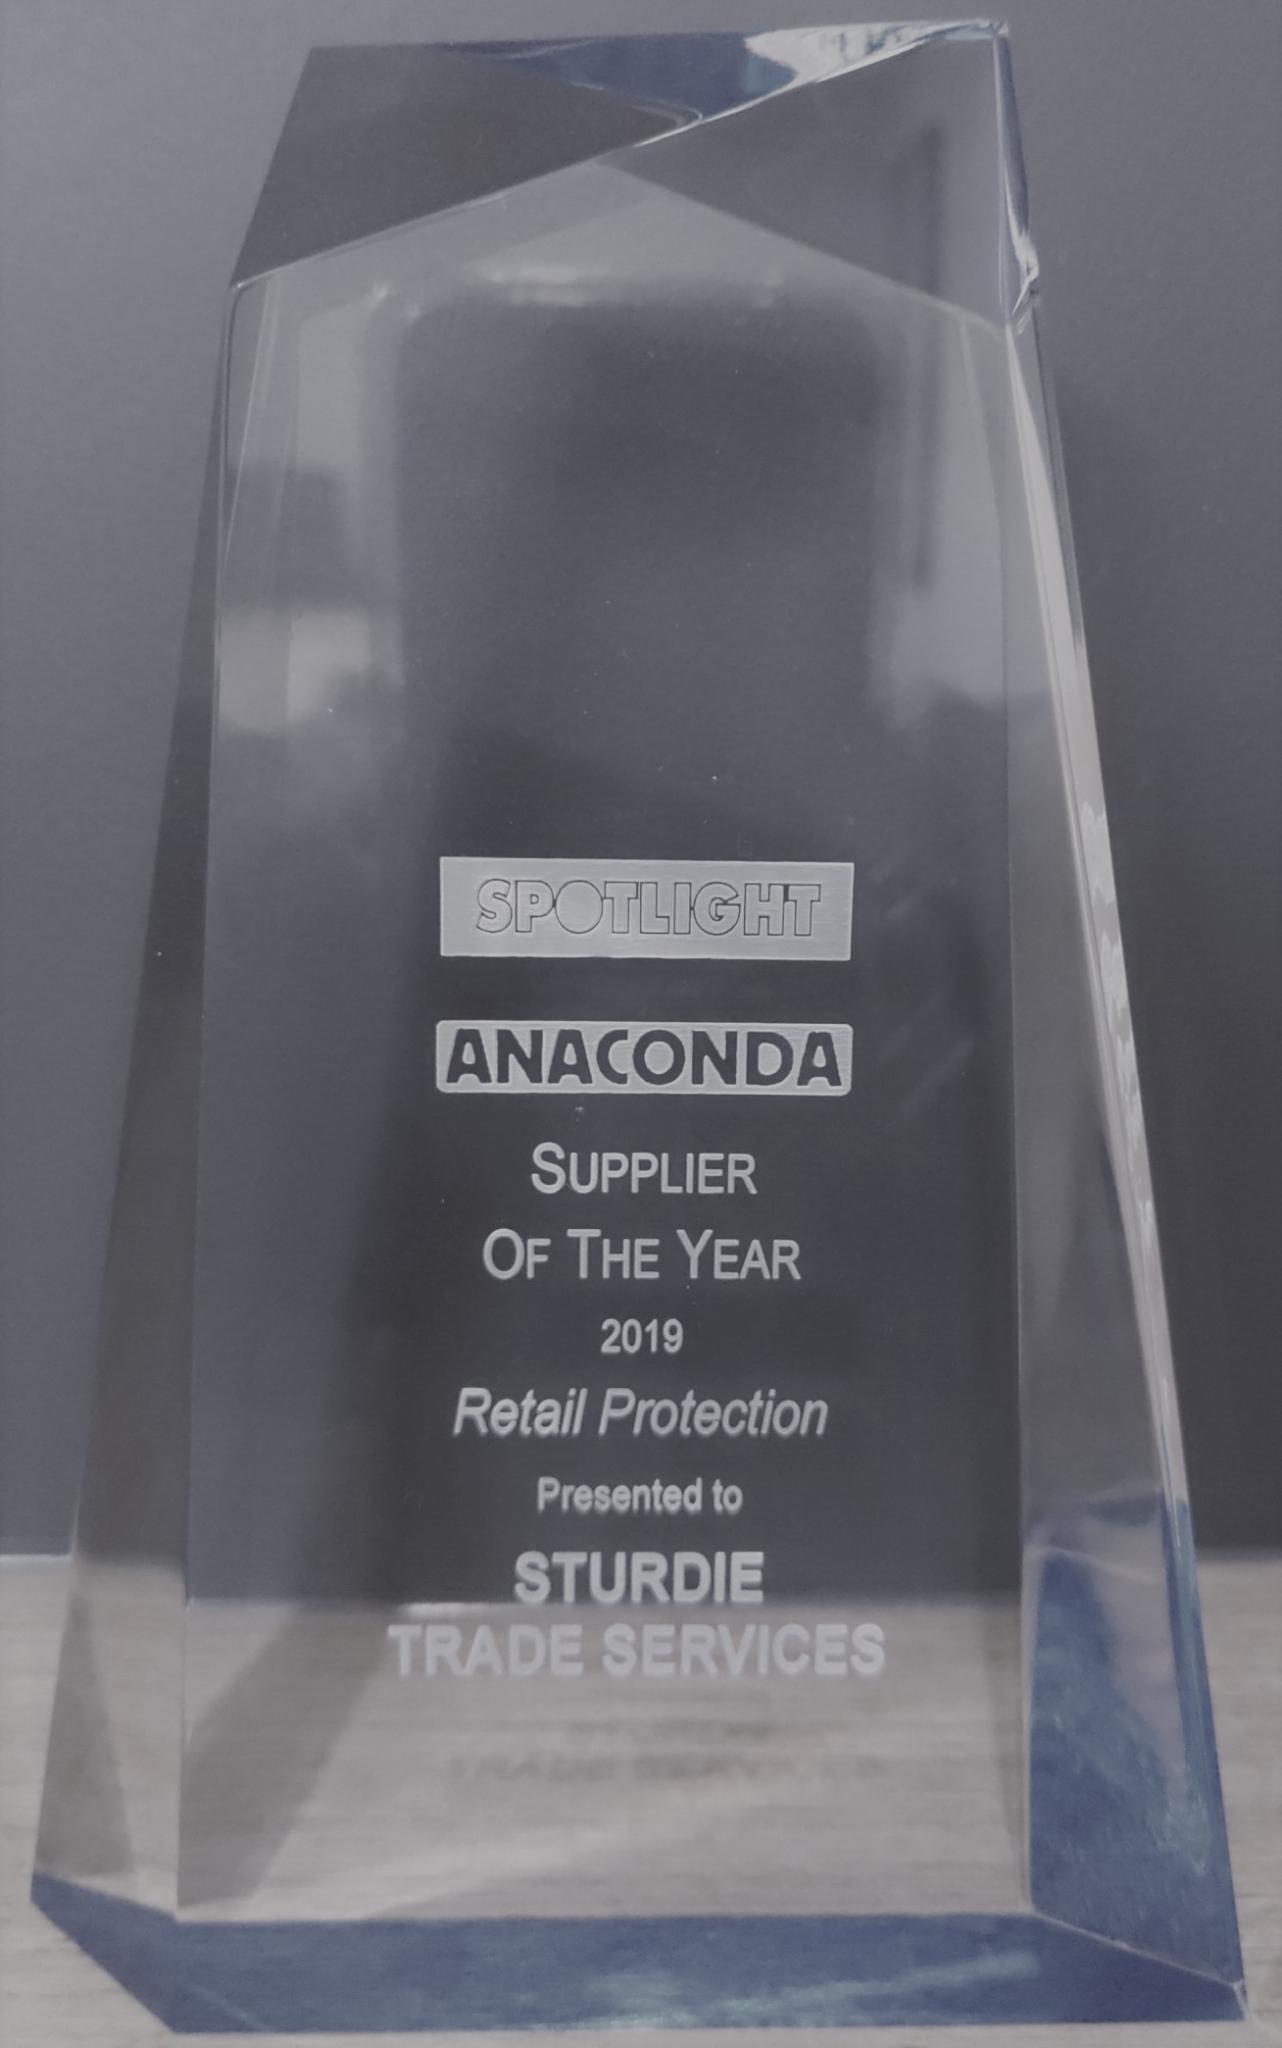 SPOTLIGHT
ANACONDA
SUPPLIER
OF THE YEAR
2019
Retail Protection
Presented to
STURDIE
TRADE SERVICES